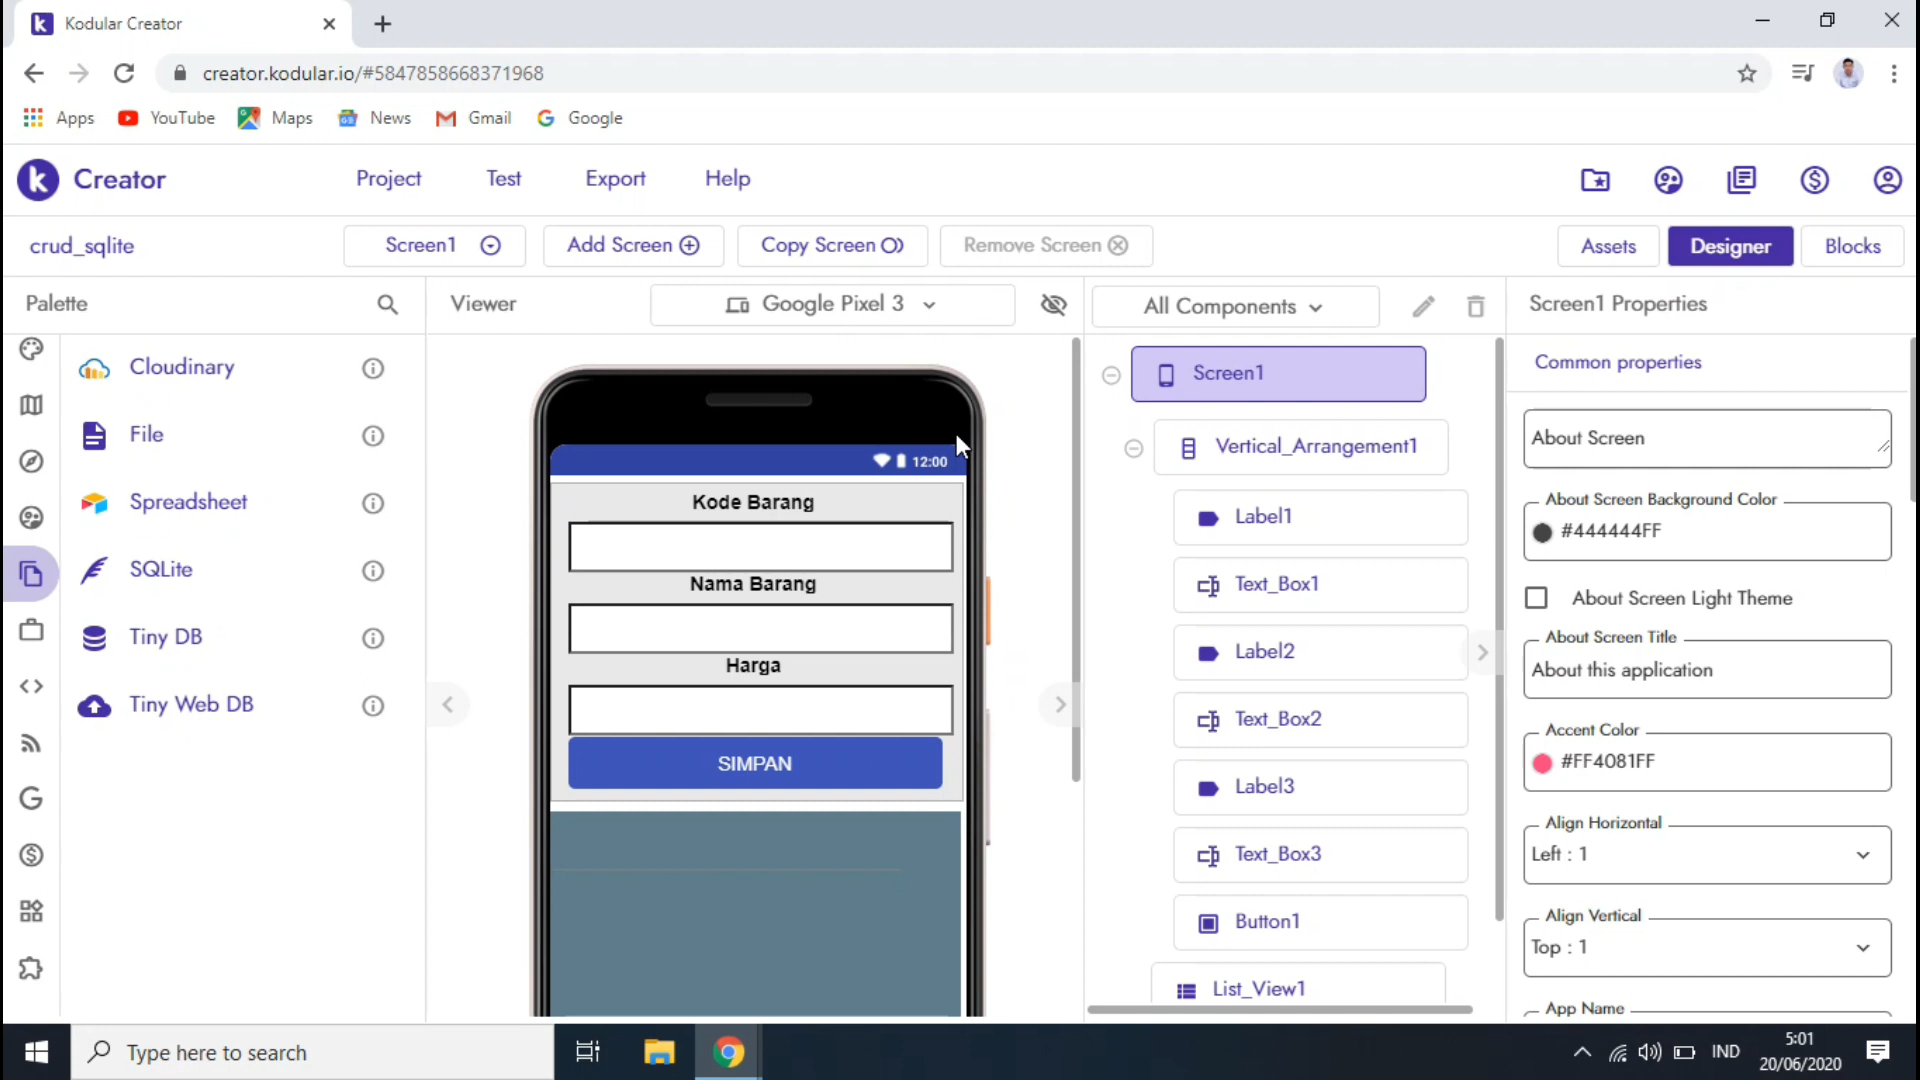 Kodular Creator
creator.kodular.io/#5847858668371968
Apps YouTube Maps News Gmail Google
Creator Project Test Export Help
crud_sqlite Screen1 Add Screen Copy Screen Remove Screen Assets Designer Blocks
Palette
Cloudinary
File
Spreadsheet
SQLite
Tiny DB
Tiny Web DB
Viewer Google Pixel 3
12:00
Kode Barang
Nama Barang
Harga
SIMPAN
All Components
Screen1
Vertical_Arrangement1
Label1
Text_Box1
Label2
Text_Box2
Label3
Text_Box3
Button1
List_View1
Screen1 Properties
Common properties
About Screen
About Screen Background Color
#444444FF
About Screen Light Theme
About Screen Title
About this application
Accent Color
#FF4081FF
Align Horizontal
Left : 1
Align Vertical
Top : 1
App Name
Type here to search
IND
5:01
20/06/2020